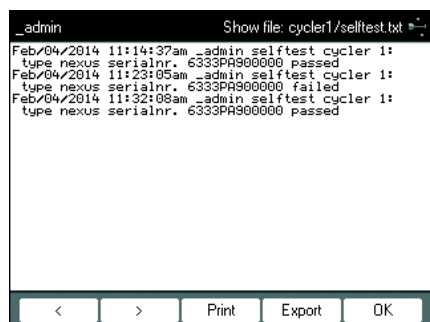 _admin Show file: cycler1/selftest.txt
Feb/04/2014 11:14:37am _admin selftest cycler 1:
type nexus serialnr. 6333PA900000 passed
Feb/04/2014 11:23:05am _admin selftest cycler 1:
type nexus serialnr. 6333PA900000 failed
Feb/04/2014 11:32:08am _admin selftest cycler 1:
type nexus serialnr. 6333PA900000 passed
< > Print Export OK